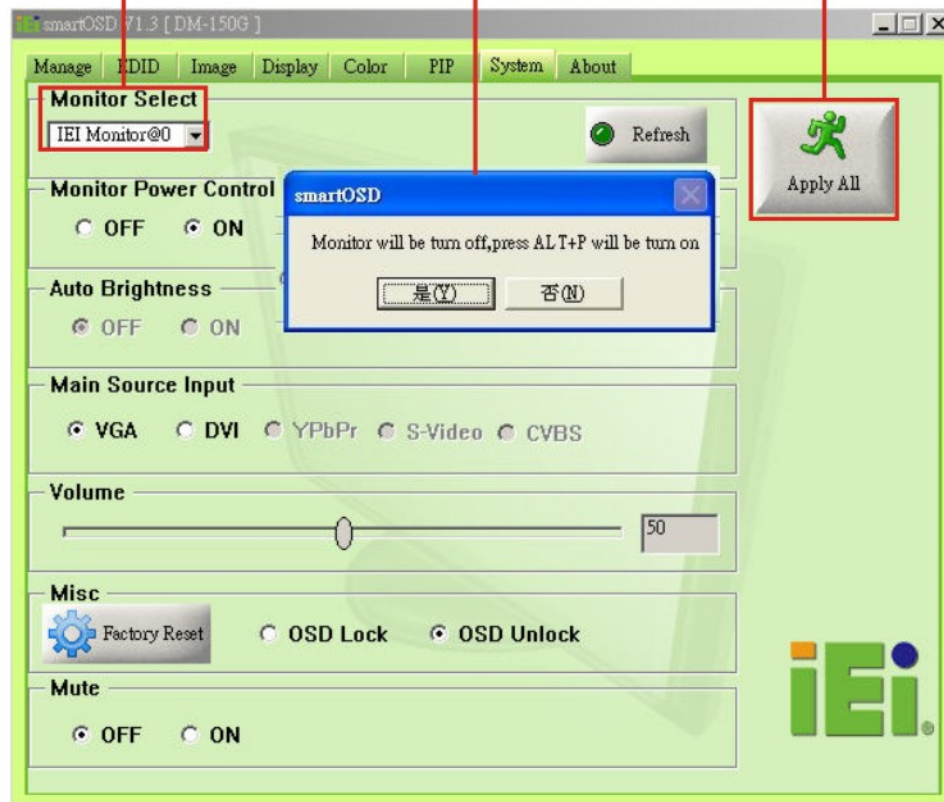 iEi smartOSD V1.3 [ DM-150G ]
Manage EDID Image Display Color PIP System About
Monitor Select
IEI Monitor@0
Refresh
Apply All
Monitor Power Control
OFF ON
smartOSD
Monitor will be turn off,press ALT+P will be turn on
是(Y) 否(N)
Auto Brightness
OFF ON
Main Source Input
VGA DVI YPbPr S-Video CVBS
Volume
50
Misc
Factory Reset OSD Lock OSD Unlock
Mute
OFF ON
iEi®